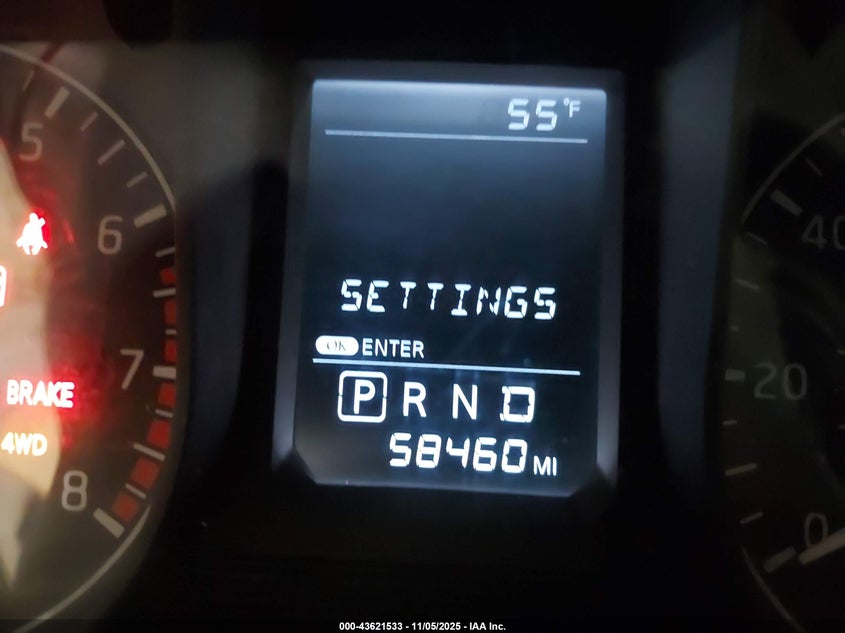 55°F
5
6
7
8
BRAKE
4WD
SETTINGS
OK ENTER
P R N D
58460 MI
40
20
0
000-43621533 - 11/05/2025 - IAA Inc.